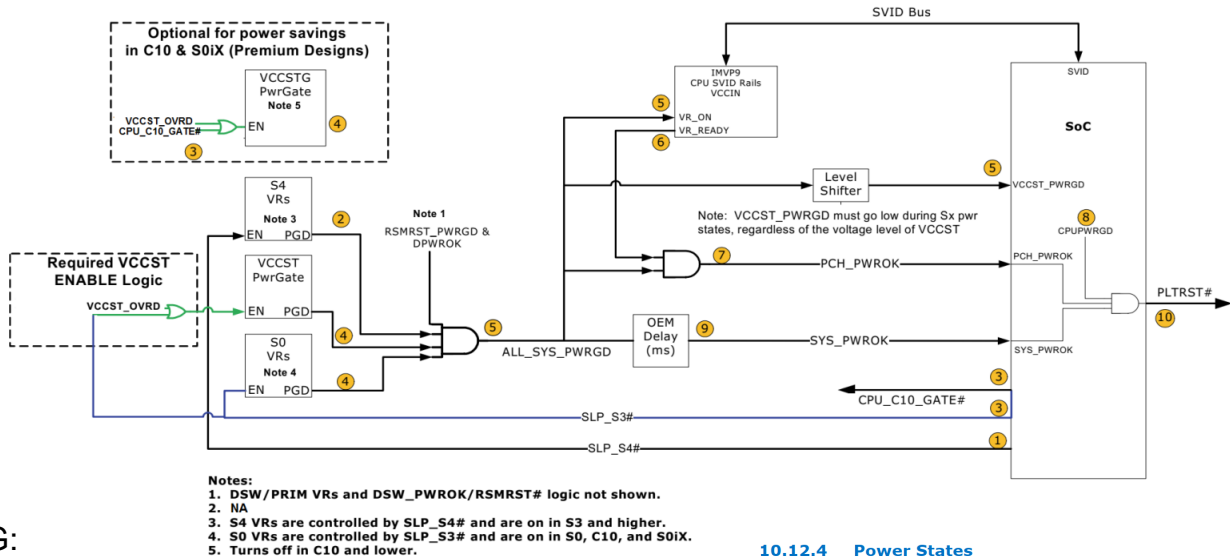 SVID Bus
Optional for power savings
in C10 & S0iX (Premium Designs)
VCCSTG
PwrGate
Note 5
VCCST_OVRD
CPU_C10_GATE#
EN
4
3
IMVP9
CPU SVID Rails
VCCIN
5
VR_ON
VR_READY
6
SVID
SoC
S4
VRs
Note 3
EN PGD
2
Note 1
RSMRST_PWRGD &
DPWROK
Level
Shifter
5
VCCST_PWRGD
Note: VCCST_PWRGD must go low during Sx pwr
states, regardless of the voltage level of VCCST
8
CPUPWRGD
Required VCCST
ENABLE Logic
VCCST_OVRD
VCCST
PwrGate
EN PGD
4
7
PCH_PWROK
PCH_PWROK
PLTRST#
10
S0
VRs
Note 4
EN PGD
4
5
ALL_SYS_PWRGD
OEM
Delay
(ms)
9
SYS_PWROK
SYS_PWROK
3
CPU_C10_GATE#
3
SLP_S3#
1
SLP_S4#
Notes:
1. DSW/PRIM VRs and DSW_PWROK/RSMRST# logic not shown.
2. NA
3. S4 VRs are controlled by SLP_S4# and are on in S3 and higher.
4. S0 VRs are controlled by SLP_S3# and are on in S0, C10, and S0iX.
5. Turns off in C10 and lower.
G:
10.12.4 Power States